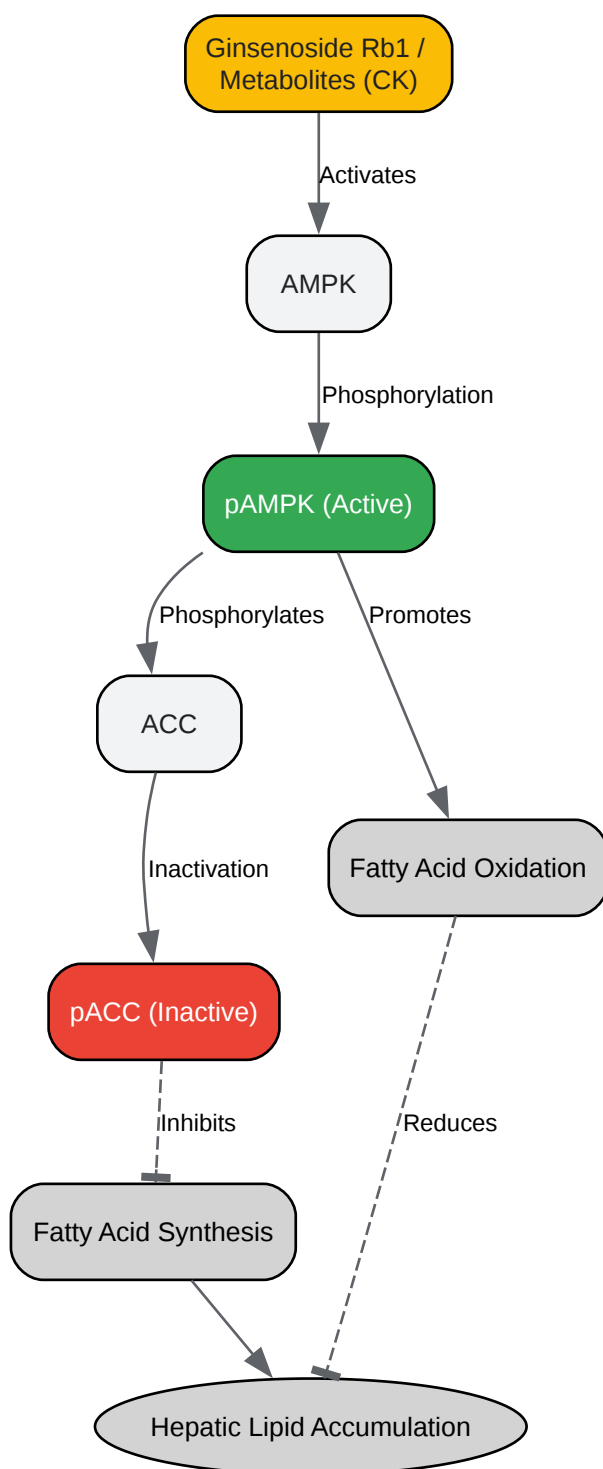 Ginsenoside Rb1 /
Metabolites (CK)
Activates
AMPK
Phosphorylation
pAMPK (Active)
Phosphorylates
Promotes
ACC
Fatty Acid Oxidation
Inactivation
pACC (Inactive)
Inhibits
Reduces
Fatty Acid Synthesis
Hepatic Lipid Accumulation